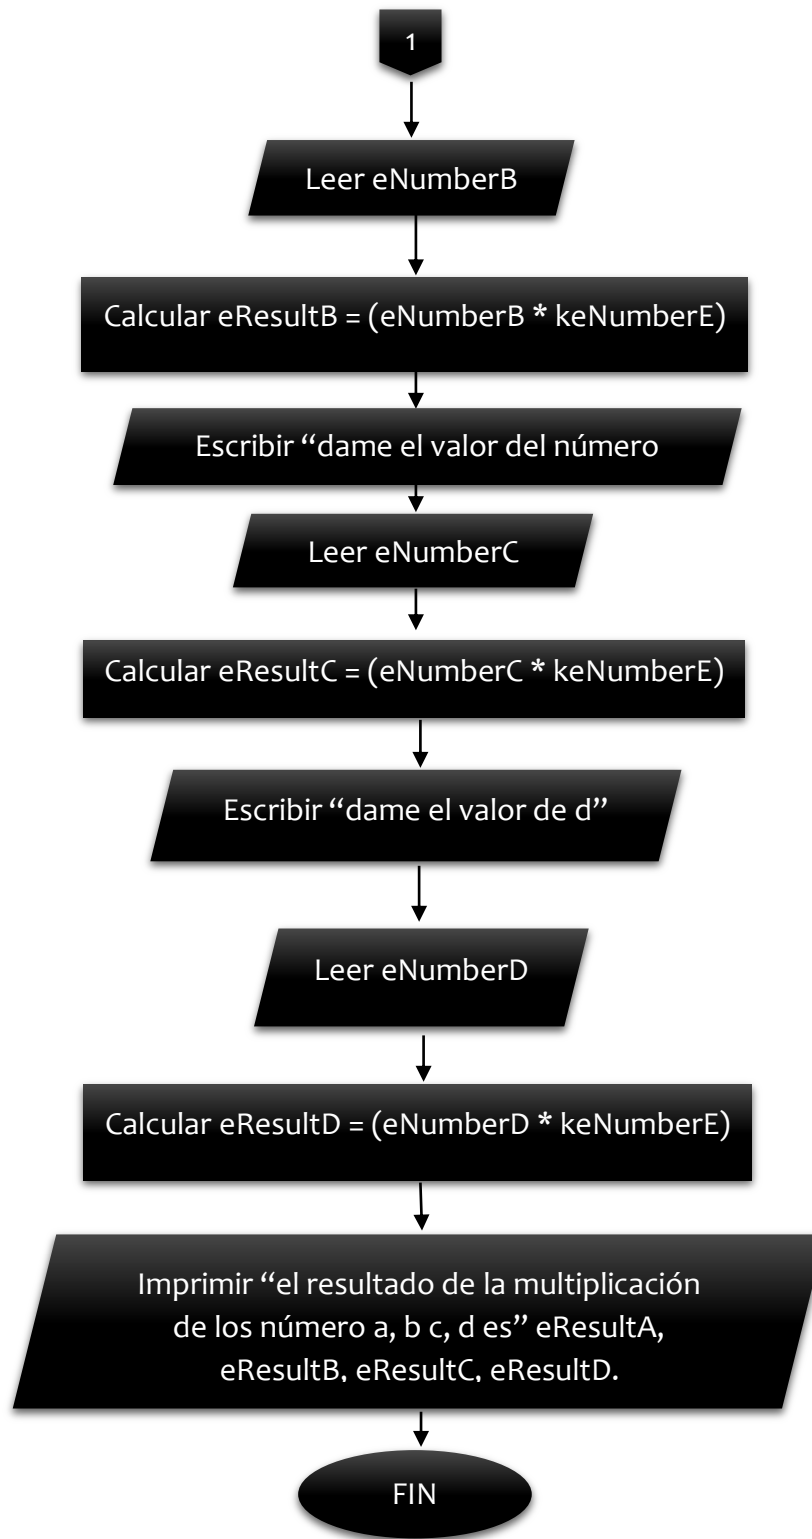 1
Leer eNumberB
Calcular eResultB = (eNumberB * keNumberE)
Escribir “dame el valor del número
Leer eNumberC
Calcular eResultC = (eNumberC * keNumberE)
Escribir “dame el valor de d”
Leer eNumberD
Calcular eResultD = (eNumberD * keNumberE)
Imprimir “el resultado de la multiplicación
de los número a, b c, d es” eResultA,
eResultB, eResultC, eResultD.
FIN